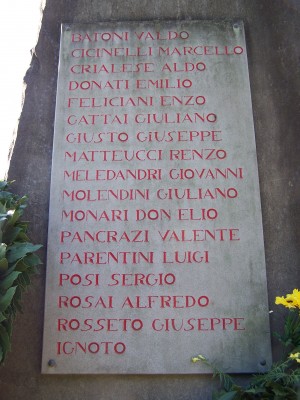 BATONI VALDO
CICINELLI MARCELLO
CRIALESE ALDO
DONATI EMILIO
FELICIANI ENZO
GATTAI GIULIANO
GIUSTO GIUSEPPE
MATTEUCCI RENZO
MELEDANDRI GIOVANNI
MOLENDINI GIULIANO
MONARI DON ELIO
PANCRAZI VALENTE
PARENTINI LUIGI
POSI SERGIO
ROSAI ALFREDO
ROSSETO GIUSEPPE
IGNOTO